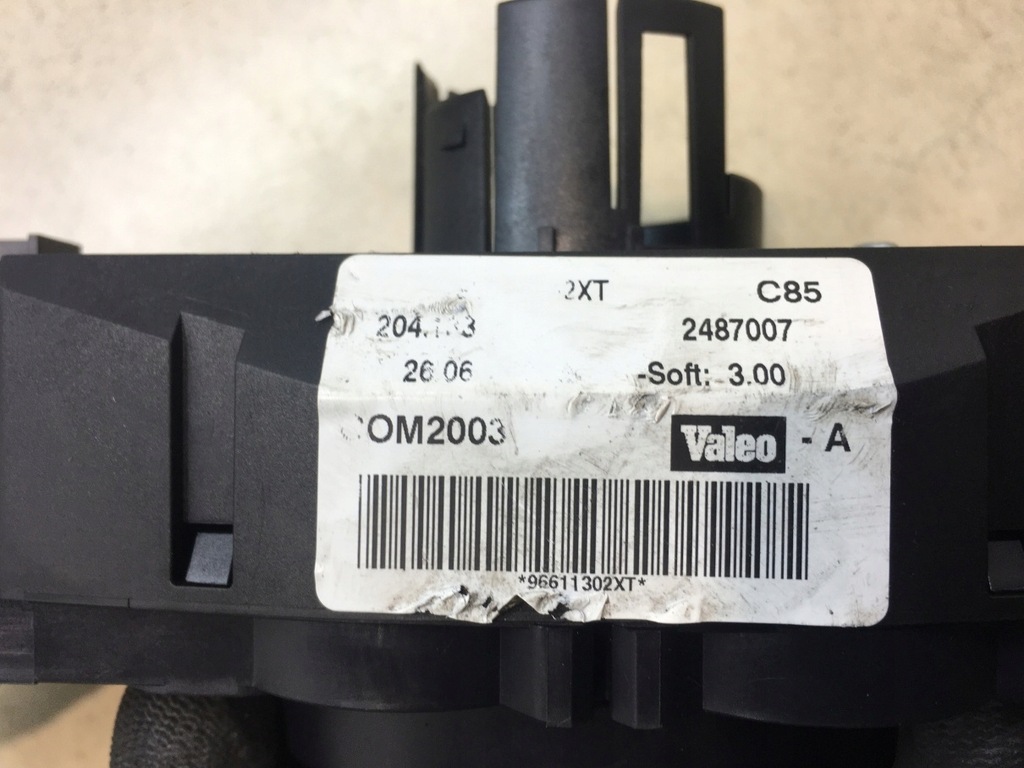 2XT C85
2487007
26 06 -Soft: 3.00
OM2003 Valeo - A
*96611302XT*